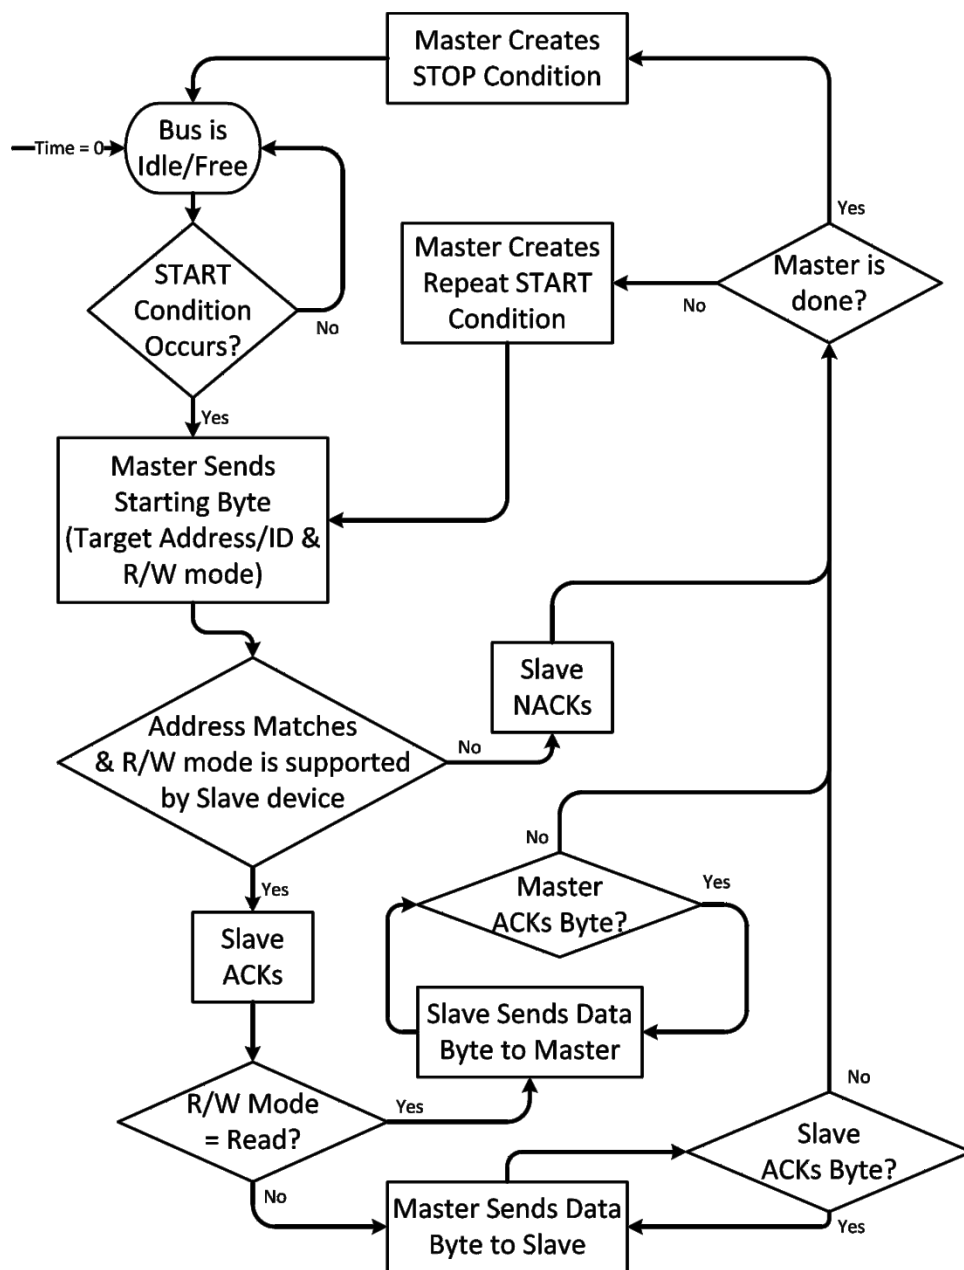 Master Creates
STOP Condition
Time = 0
Bus is
Idle/Free
Yes
Master Creates
Repeat START
Condition
Master is
done?
No
START
Condition
Occurs?
No
Yes
Master Sends
Starting Byte
(Target Address/ID &
R/W mode)
Slave
NACKs
Address Matches
& R/W mode is supported
by Slave device
No
No
Yes
Master
ACKs Byte?
Yes
Slave
ACKs
Slave Sends Data
Byte to Master
R/W Mode
= Read?
Yes
No
Slave
ACKs Byte?
No
Master Sends Data
Byte to Slave
Yes